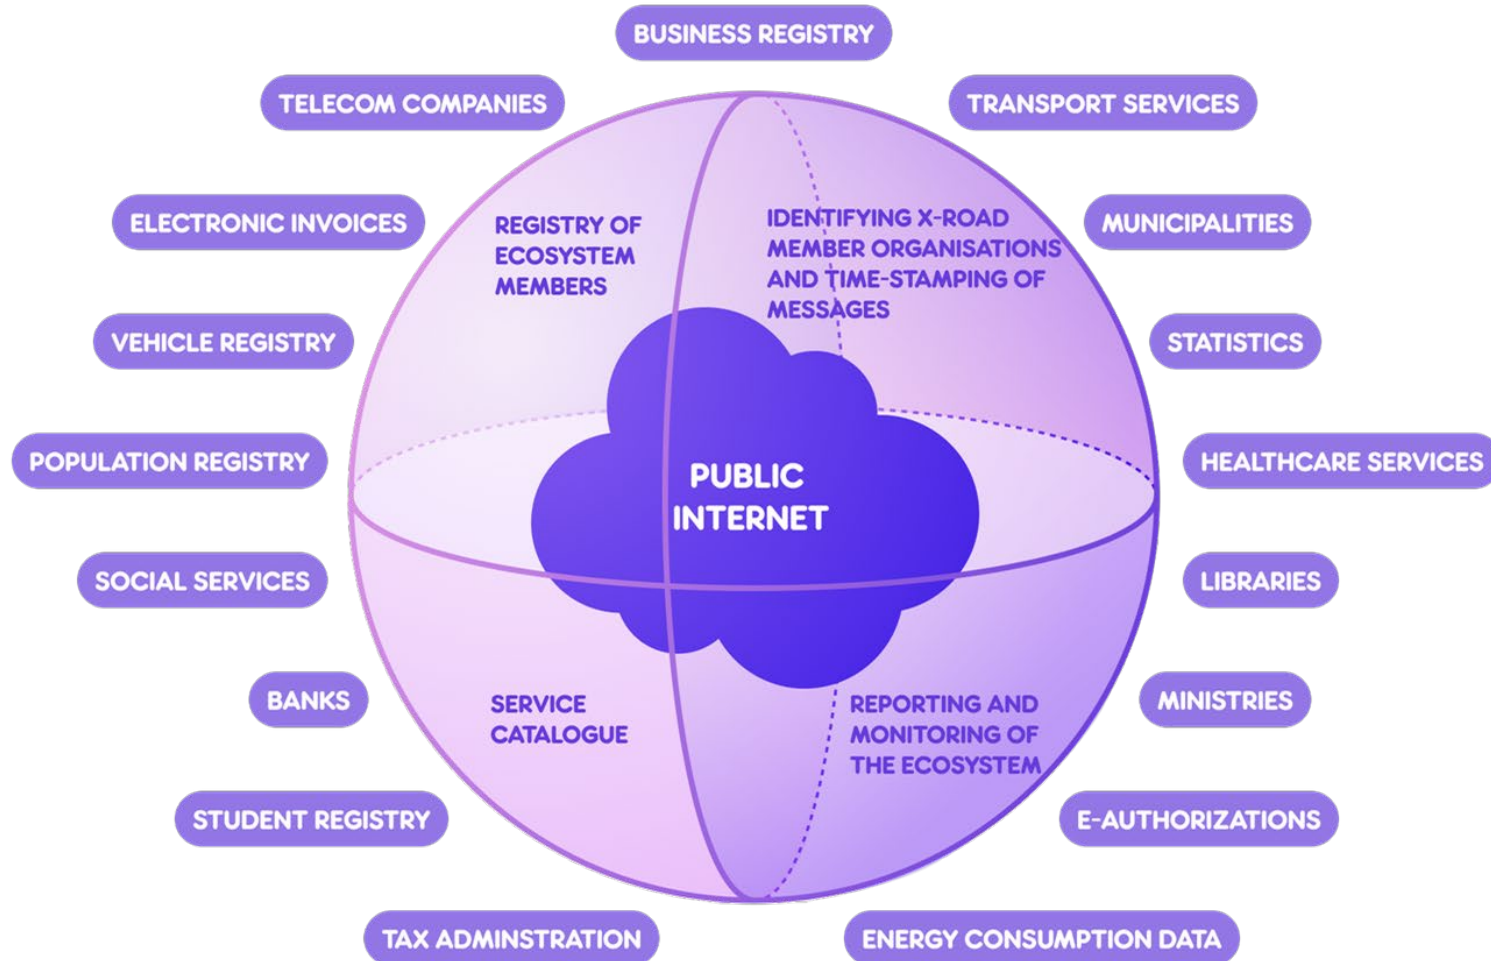 BUSINESS REGISTRY
TELECOM COMPANIES
TRANSPORT SERVICES
ELECTRONIC INVOICES
MUNICIPALITIES
REGISTRY OF
ECOSYSTEM
MEMBERS
IDENTIFYING X-ROAD
MEMBER ORGANISATIONS
AND TIME-STAMPING OF
MESSAGES
VEHICLE REGISTRY
STATISTICS
POPULATION REGISTRY
PUBLIC
INTERNET
HEALTHCARE SERVICES
SOCIAL SERVICES
LIBRARIES
BANKS
SERVICE
CATALOGUE
REPORTING AND
MONITORING OF
THE ECOSYSTEM
MINISTRIES
STUDENT REGISTRY
E-AUTHORIZATIONS
TAX ADMINSTRATION
ENERGY CONSUMPTION DATA